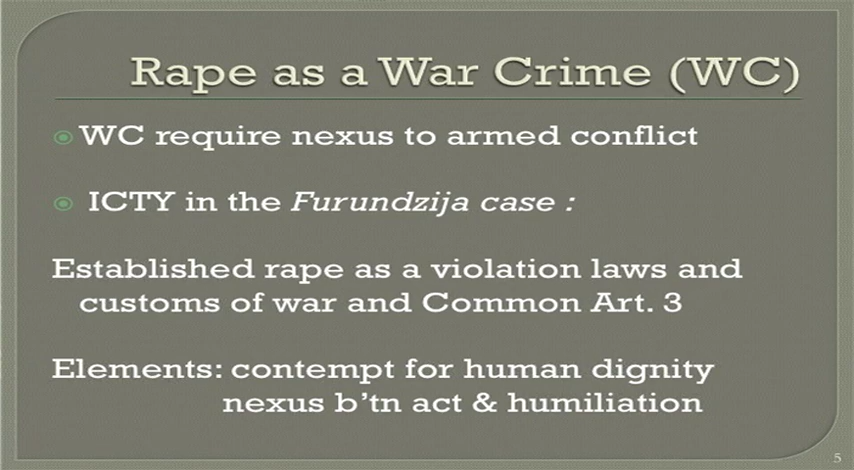 Rape as a War Crime (WC)
WC require nexus to armed conflict
ICTY in the Furundzija case :
Established rape as a violation laws and
customs of war and Common Art. 3
Elements: contempt for human dignity
nexus b’tn act & humiliation
5